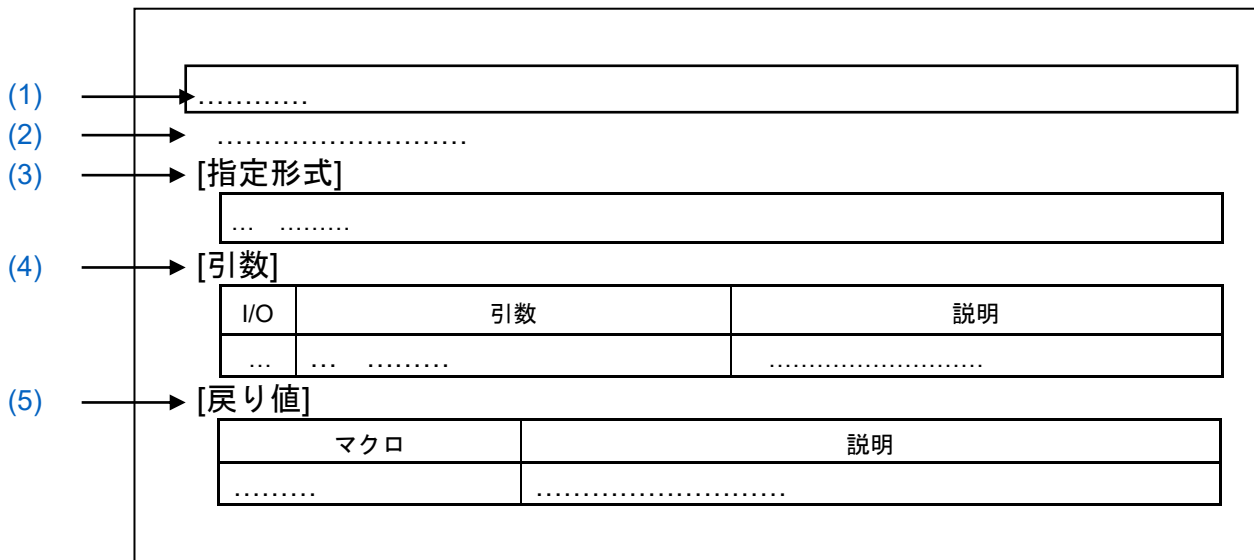 (1) …………
(2) ………………………
(3) [指定形式]
… ………
(4) [引数]
I/O 引数 説明
… … ……… ………………………
(5) [戻り値]
マクロ 説明
……… ………………………